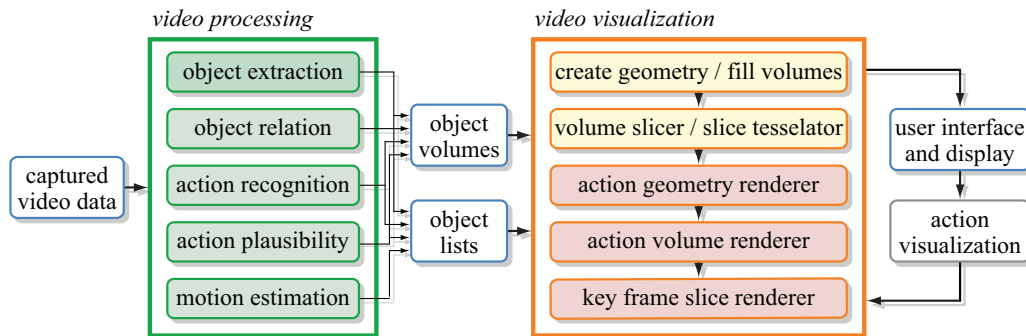 video processing
video visualization
object extraction
object relation
action recognition
action plausibility
motion estimation
captured
video data
object
volumes
object
lists
create geometry / fill volumes
volume slicer / slice tesselator
action geometry renderer
action volume renderer
key frame slice renderer
user interface
and display
action
visualization